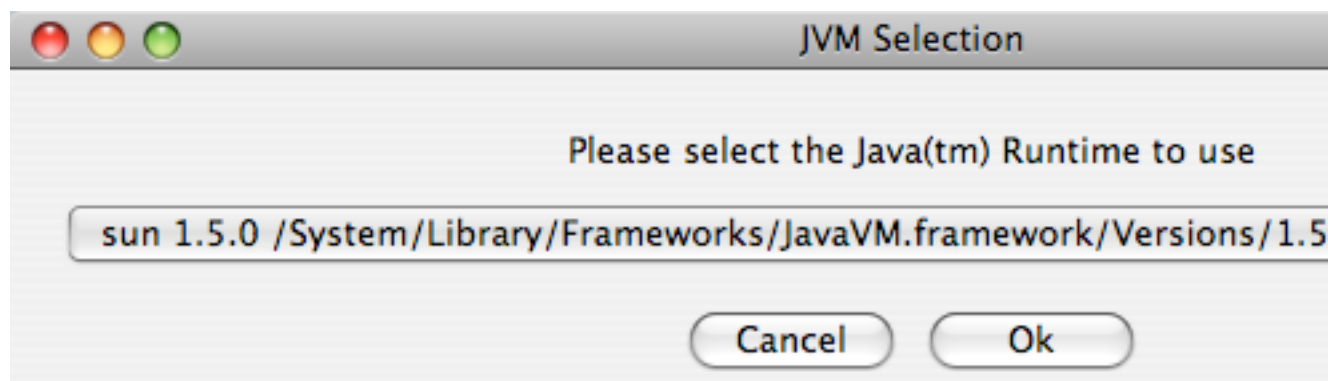 JVM Selection
Please select the Java(tm) Runtime to use
sun 1.5.0 /System/Library/Frameworks/JavaVM.framework/Versions/1.5
Cancel Ok